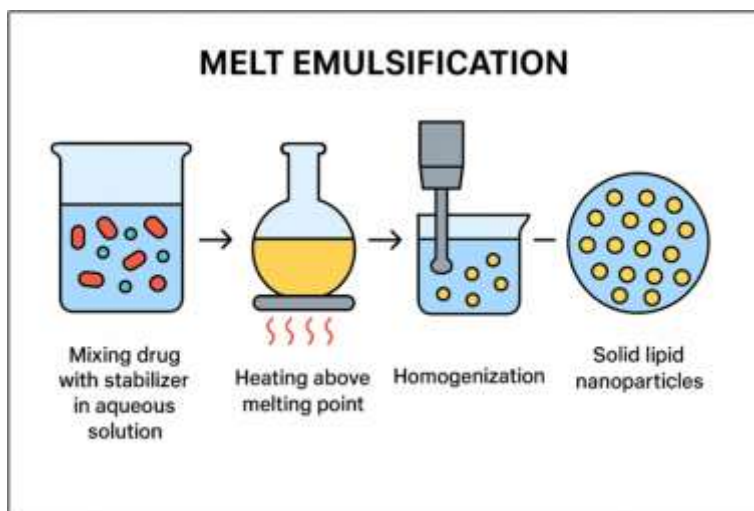 MELT EMULSIFICATION
Mixing drug
with stabilizer
in aqueous
solution
Heating above
melting point
Homogenization
Solid lipid
nanoparticles